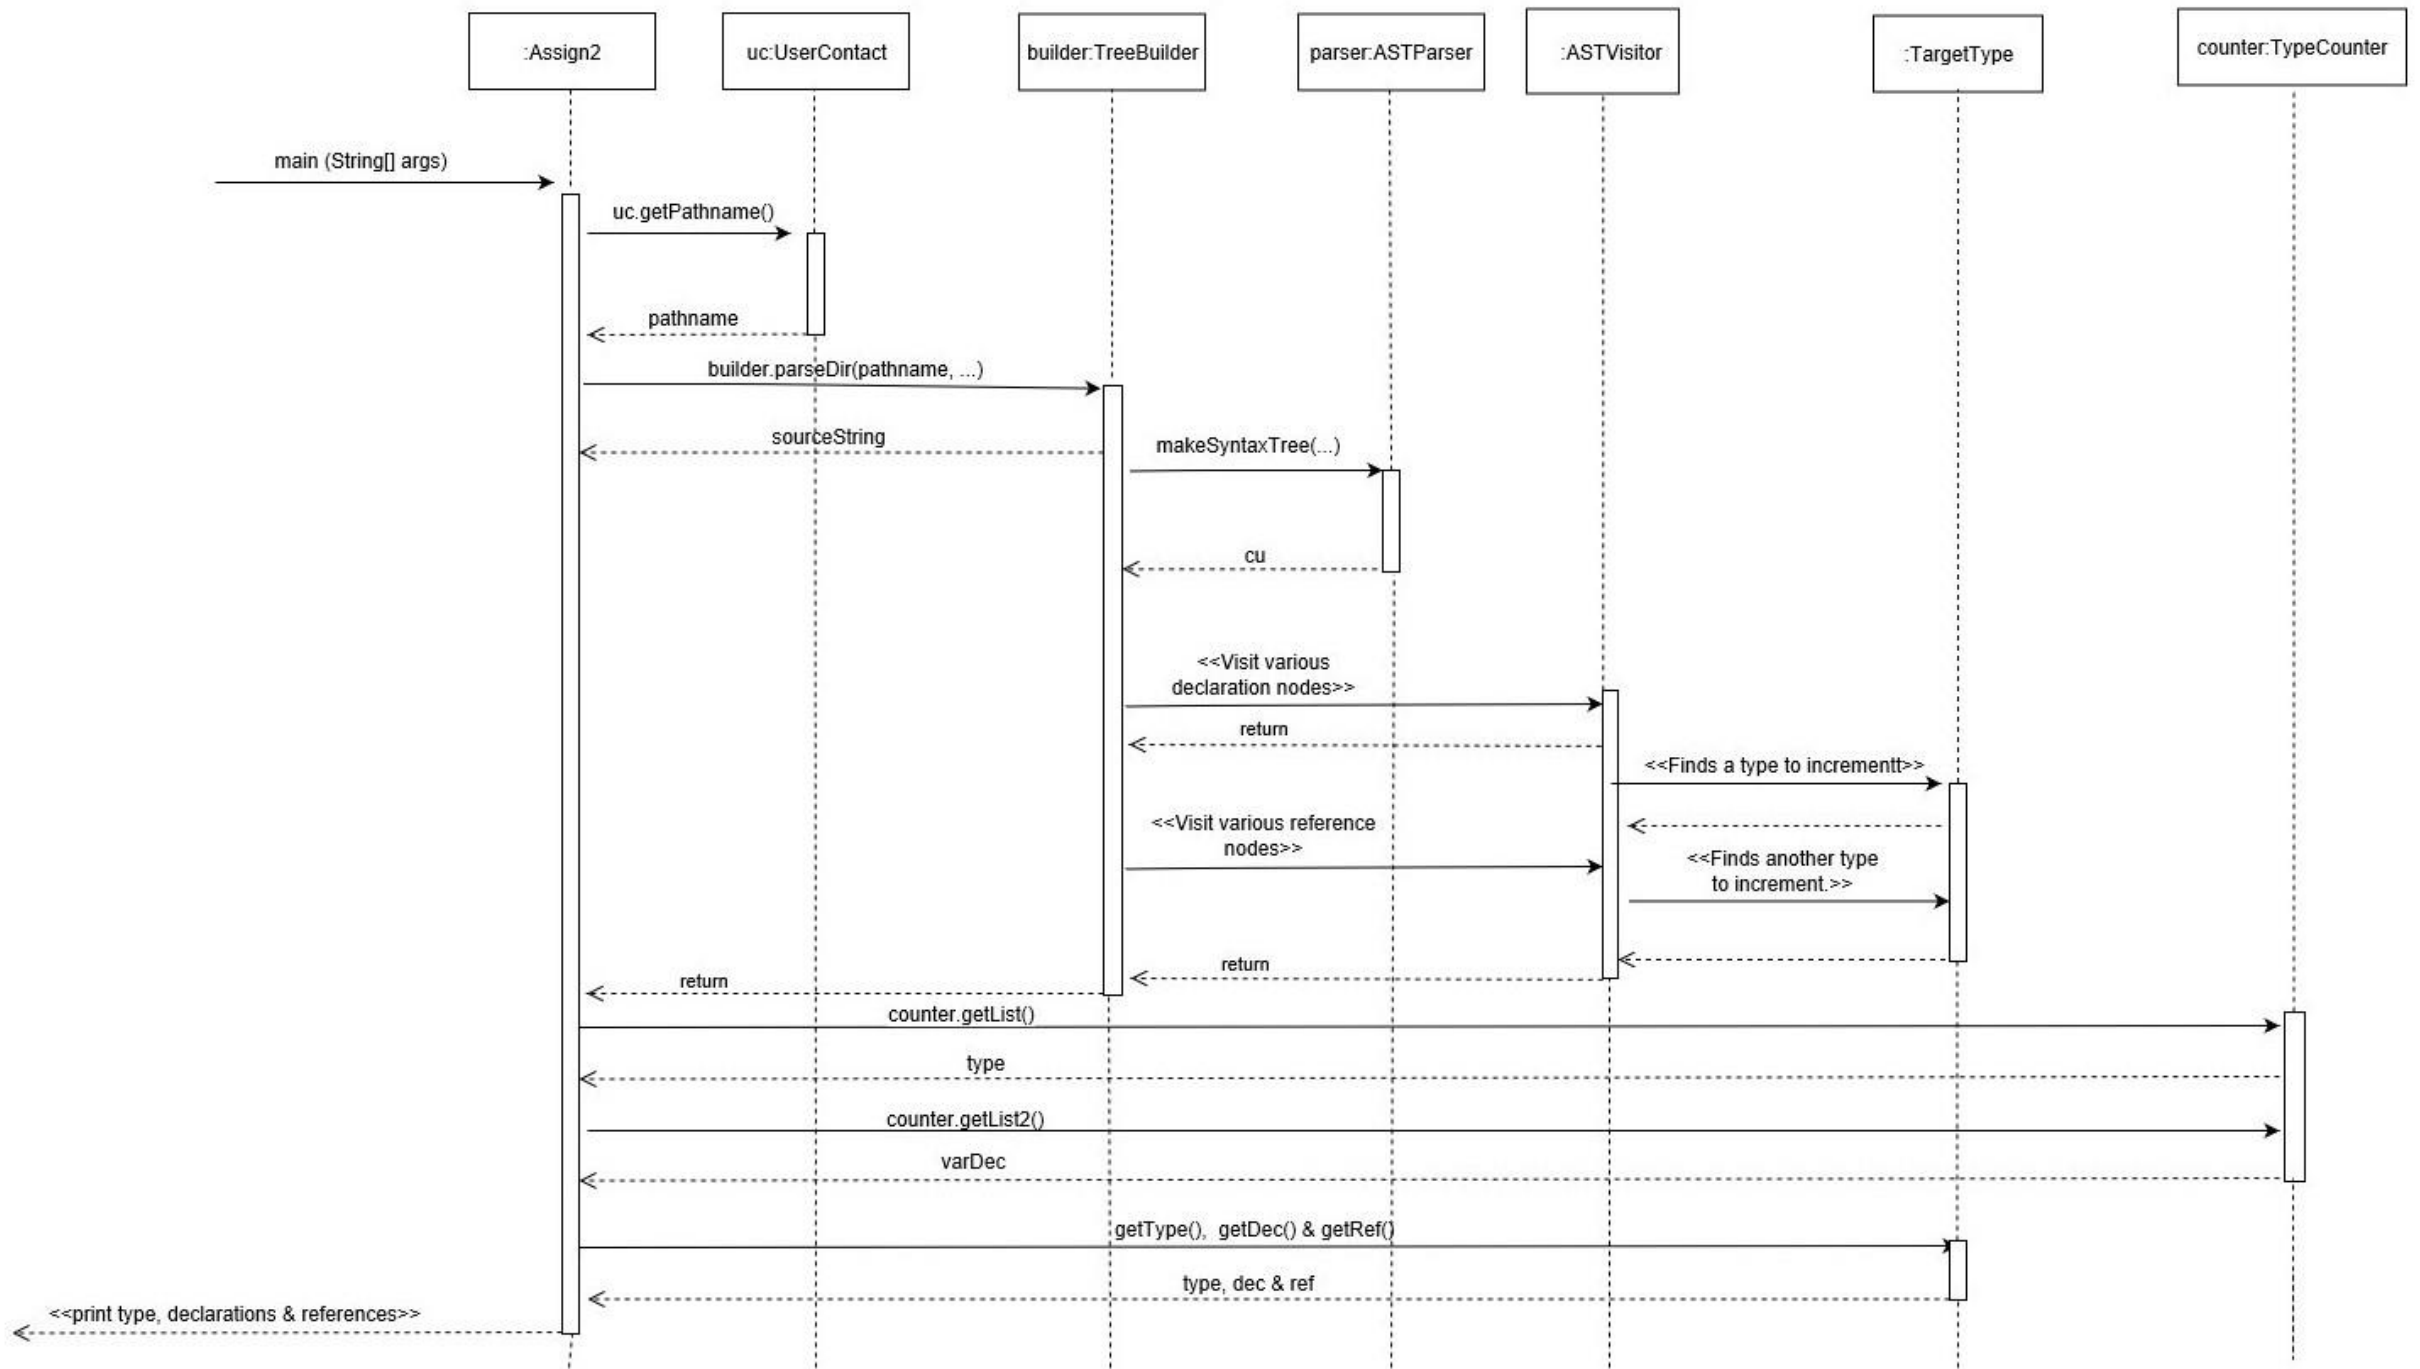 :Assign2
uc:UserContact
builder:TreeBuilder
parser:ASTParser
:ASTVisitor
:TargetType
counter:TypeCounter
main (String[] args)
uc.getPathname()
pathname
builder.parseDir(pathname, ...)
sourceString
makeSyntaxTree(...)
cu
<<Visit various
declaration nodes>>
return
<<Finds a type to incrementt>>
<<Visit various reference
nodes>>
<<Finds another type
to increment.>>
return
return
counter.getList()
type
counter.getList2()
varDec
getType(), getDec() & getRef()
type, dec & ref
<<print type, declarations & references>>